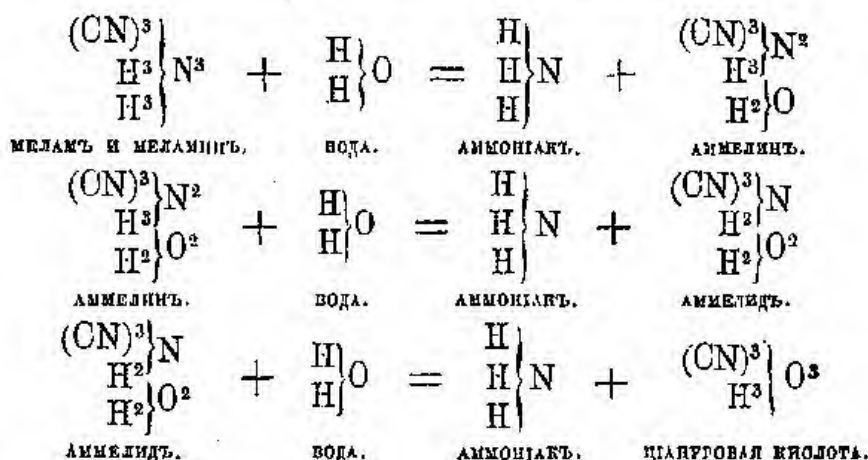 (CN)³ H³ H³ } N³ + H H } O = H H H } N + (CN)³ H³ } N² H² } O
МЕЛАМЪ И МЕЛАМИНЪ. ВОДА. АММОНІАКЪ. АММЕЛИНЪ.
(CN)³ H³ } N² H² } O² + H H } O = H H H } N + (CN)³ H² } N H² } O²
АММЕЛИНЪ. ВОДА. АММОНІАКЪ. АММЕЛИДЪ.
(CN)³ H² } N H² } O² + H H } O = H H H } N + (CN)³ H³ } O³
АММЕЛИДЪ. ВОДА. АММОНІАКЪ. ЦІАНУРОВАЯ КИСЛОТА.